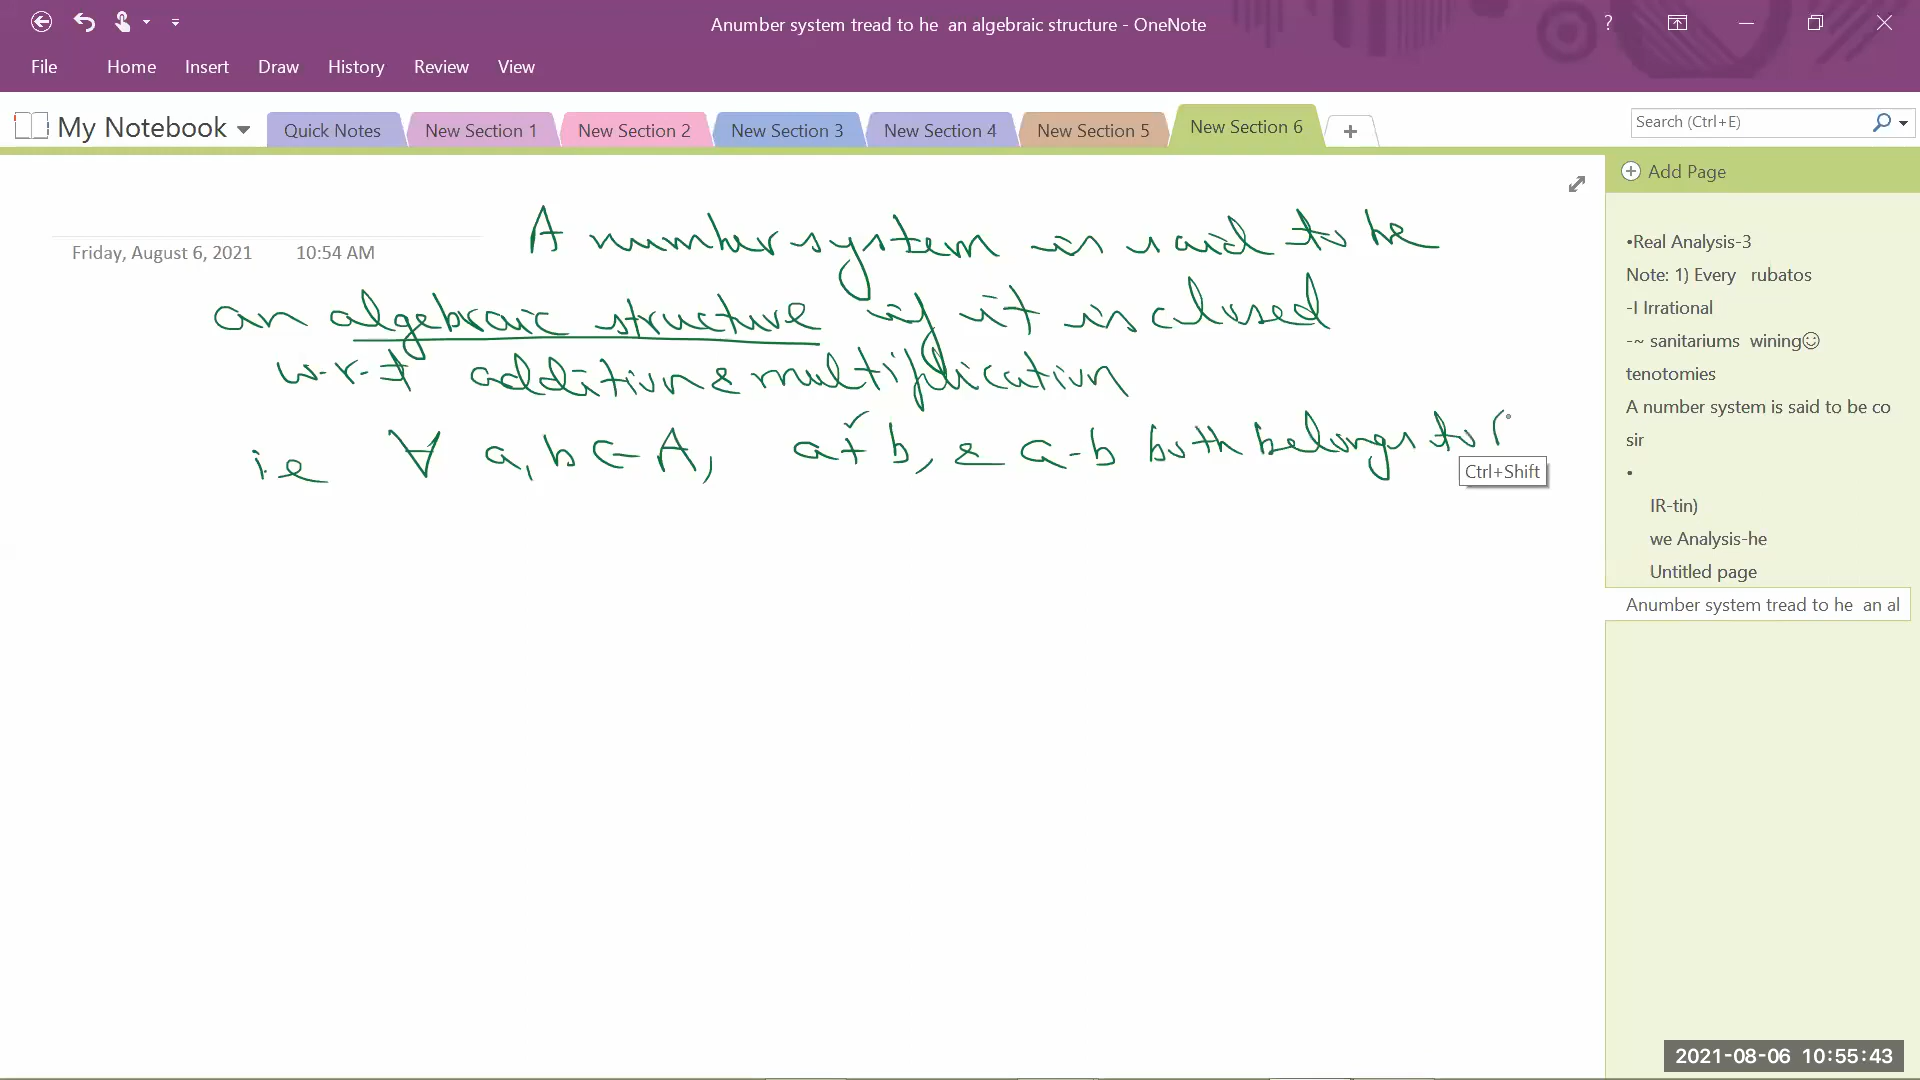 Anumber system tread to he an algebraic structure - OneNote
File Home Insert Draw History Review View
My Notebook Quick Notes New Section 1 New Section 2 New Section 3 New Section 4 New Section 5 New Section 6 Search (Ctrl+E)
Add Page
A number system is said to be
Friday, August 6, 2021 10:54 AM
an algebraic structure if it is closed
w.r.t addition & multiplication
i.e ∀ a, b ∈ A, a + b, & a - b both belongs to
Ctrl+Shift
•Real Analysis-3
Note: 1) Every rubatos
-I Irrational
-~ sanitariums wining☺
tenotomies
A number system is said to be co
sir
•
IR-tin)
we Analysis-he
Untitled page
Anumber system tread to he an al
2021-08-06 10:55:43